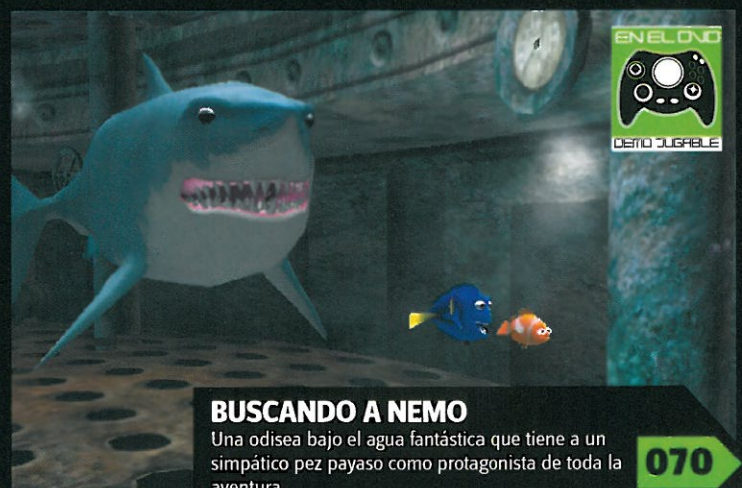 EN EL DVD
DEMO JUGABLE
BUSCANDO A NEMO
Una odisea bajo el agua fantástica que tiene a un
simpático pez payaso como protagonista de toda la
aventura
070